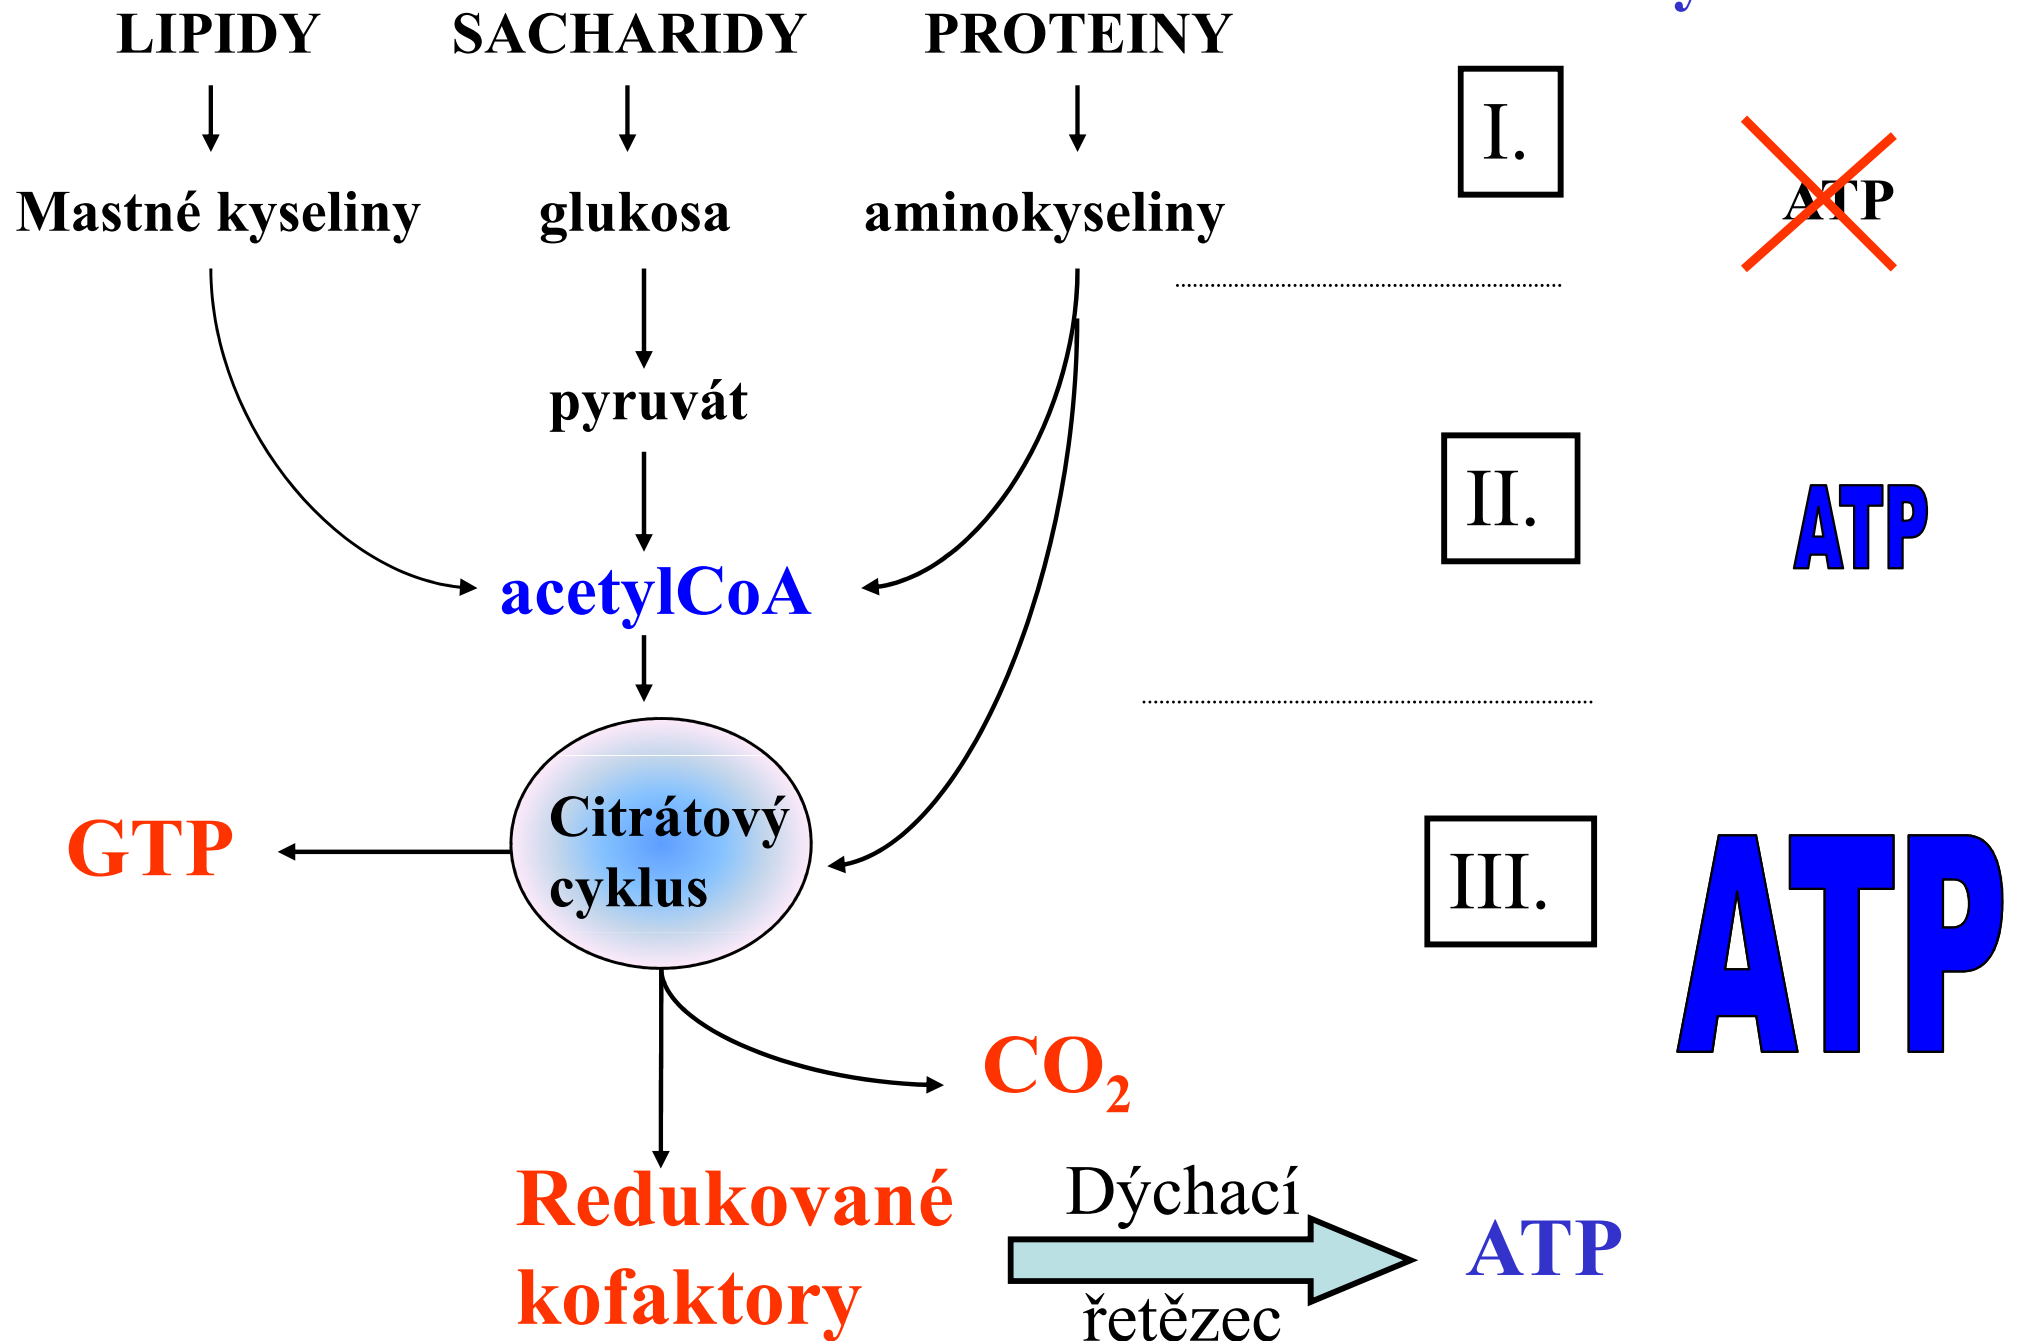 LIPIDY SACHARIDY PROTEINY
I.
ATP
Mastné kyseliny glukosa aminokyseliny
pyruvát
II.
ATP
acetylCoA
Citrátový
cyklus
GTP
III.
ATP
CO₂
Redukované
kofaktory
Dýchací
řetězec
ATP